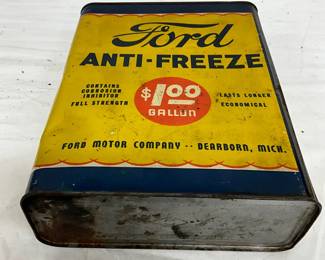 Ford
ANTI-FREEZE
CONTAINS
CORROSION
INHIBITOR
FULL STRENGTH
$1.00
GALLON
LASTS LONGER
ECONOMICAL
FORD MOTOR COMPANY -- DEARBORN, MICH.